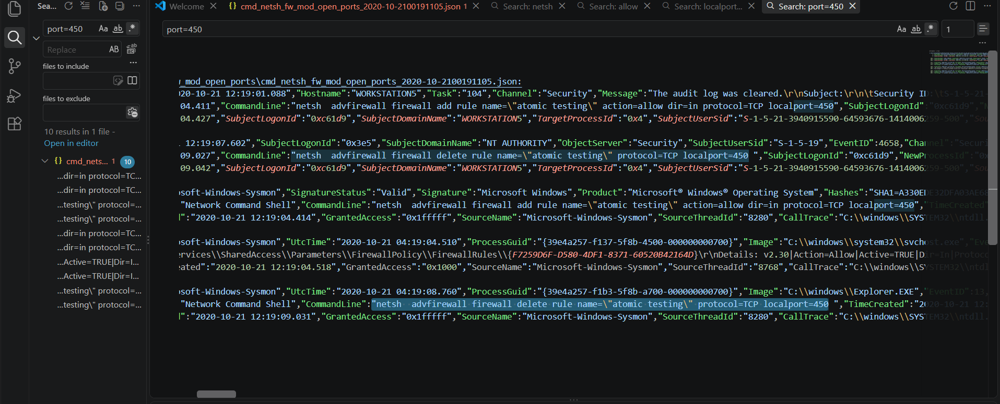 Sea...
Welcome
{} cmd_netsh_fw_mod_open_ports_2020-10-2100191105.json 1
Search: netsh
Search: allow
Search: localport...
Search: port=450
port=450 Aa ab .*
Replace AB
files to include
files to exclude
10 results in 1 file -
Open in editor
{} cmd_nets... 1 10
...dir=in protocol=TC...
...dir=in protocol=TC...
...testing\" protocol=...
...testing\" protocol=...
...dir=in protocol=TC...
...dir=in protocol=TC...
...Active=TRUE|Dir=I...
...Active=TRUE|Dir=I...
...testing\" protocol=...
...testing\" protocol=...
port=450 Aa ab .* 1
_mod_open_ports\cmd_netsh_fw_mod_open_ports_2020-10-2100191105.json:
020-10-21 12:19:01.088","Hostname":"WORKSTATION5","Task":"104","Channel":"Security","Message":"The audit log was cleared.\r\nSubject:\r\n\tSecurity ID:\tS-1-5-21-
04.411","CommandLine":"netsh  advfirewall firewall add rule name=\"atomic testing\" action=allow dir=in protocol=TCP localport=450","SubjectLogonId":"0xc61d9","N
04.427","SubjectLogonId":"0xc61d9","SubjectDomainName":"WORKSTATION5","TargetProcessId":"0x4","SubjectUserSid":"S-1-5-21-3940915590-64593676-1414006259-500","Sou
12:19:07.602","SubjectLogonId":"0x3e5","SubjectDomainName":"NT AUTHORITY","ObjectServer":"Security","SubjectUserSid":"S-1-5-19","EventID":4658,"Channel":"Securi
09.027","CommandLine":"netsh  advfirewall firewall delete rule name=\"atomic testing\" protocol=TCP localport=450 ","SubjectLogonId":"0xc61d9","NewProcessId":"0x
09.042","SubjectLogonId":"0xc61d9","SubjectDomainName":"WORKSTATION5","TargetProcessId":"0x4","SubjectUserSid":"S-1-5-21-3940915590-64593676-1414006259-500","Sou
osoft-Windows-Sysmon","SignatureStatus":"Valid","Signature":"Microsoft Windows","Product":"Microsoft® Windows® Operating System","Hashes":"SHA1=A330EDE32DFA03AE68
"Network Command Shell","CommandLine":"netsh  advfirewall firewall add rule name=\"atomic testing\" action=allow dir=in protocol=TCP localport=450","TimeCreated"
d":"2020-10-21 12:19:04.414","GrantedAccess":"0x1fffff","SourceName":"Microsoft-Windows-Sysmon","SourceThreadId":"8280","CallTrace":"C:\\windows\\SYSTEM32\\ntdll.
osoft-Windows-Sysmon","UtcTime":"2020-10-21 04:19:04.510","ProcessGuid":"{39e4a257-f137-5f8b-4500-000000000700}","Image":"C:\\windows\\system32\\svchost.exe","Eve
ervices\\SharedAccess\\Parameters\\FirewallPolicy\\FirewallRules\\{F7259D6F-D580-4DF1-8371-60520B42164D}\r\nDetails: v2.30|Action=Allow|Active=TRUE|Dir=In|Protoco
eated":"2020-10-21 12:19:04.518","GrantedAccess":"0x1000","SourceName":"Microsoft-Windows-Sysmon","SourceThreadId":"8768","CallTrace":"C:\\windows\\SYSTEM32\\ntdl
osoft-Windows-Sysmon","UtcTime":"2020-10-21 04:19:08.760","ProcessGuid":"{39e4a257-f1b3-5f8b-a700-000000000700}","Image":"C:\\windows\\Explorer.EXE","EventID":13,
"Network Command Shell","CommandLine":"netsh  advfirewall firewall delete rule name=\"atomic testing\" protocol=TCP localport=450 ","TimeCreated":"2020-10-21 12:
d":"2020-10-21 12:19:09.031","GrantedAccess":"0x1fffff","SourceName":"Microsoft-Windows-Sysmon","SourceThreadId":"8280","CallTrace":"C:\\windows\\SYSTEM32\\ntdll.